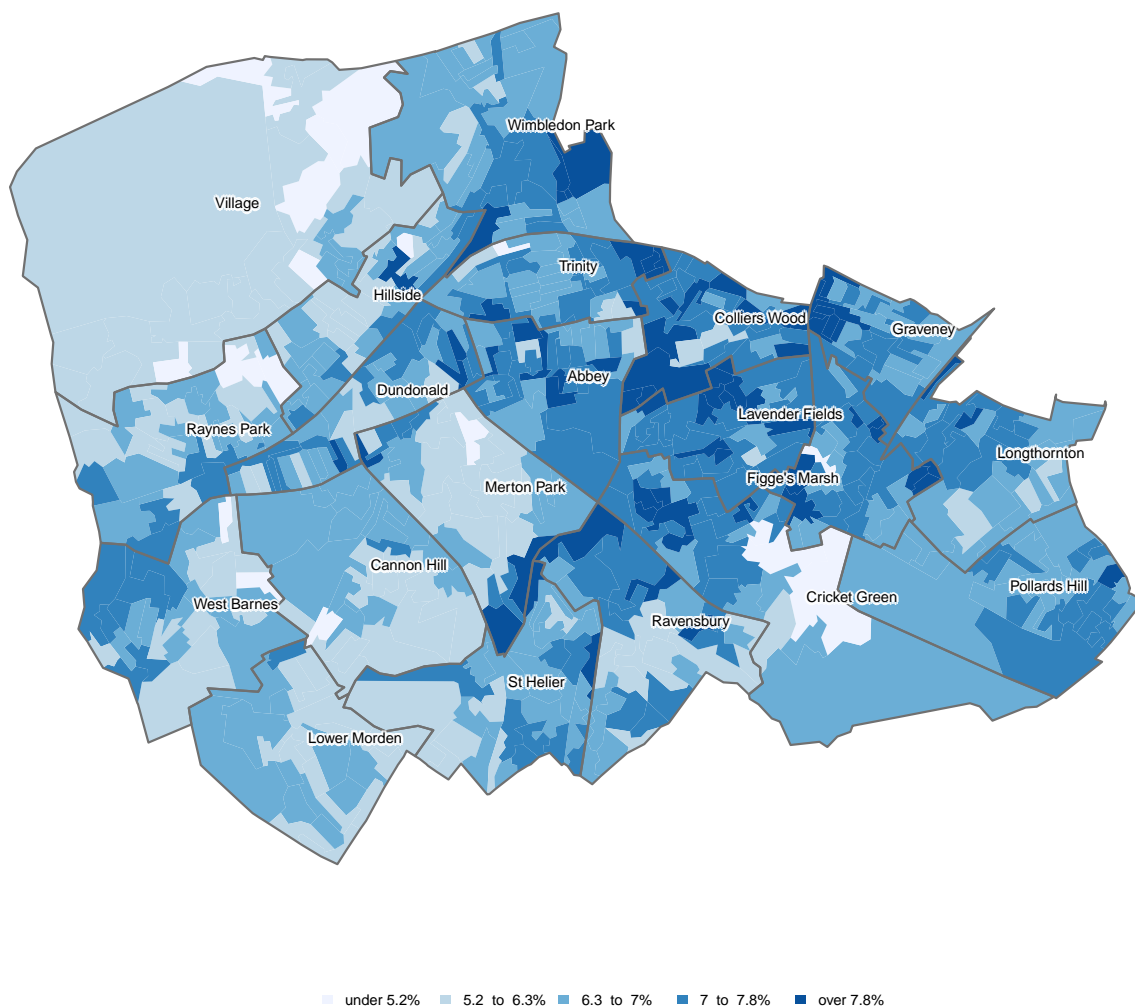 Wimbledon Park
Village
Trinity
Hillside
Colliers Wood
Graveney
Abbey
Dundonald
Lavender Fields
Raynes Park
Longthornton
Figge's Marsh
Merton Park
Cannon Hill
Pollards Hill
Cricket Green
West Barnes
Ravensbury
St Helier
Lower Morden
under 5.2% 5.2 to 6.3% 6.3 to 7% 7 to 7.8% over 7.8%